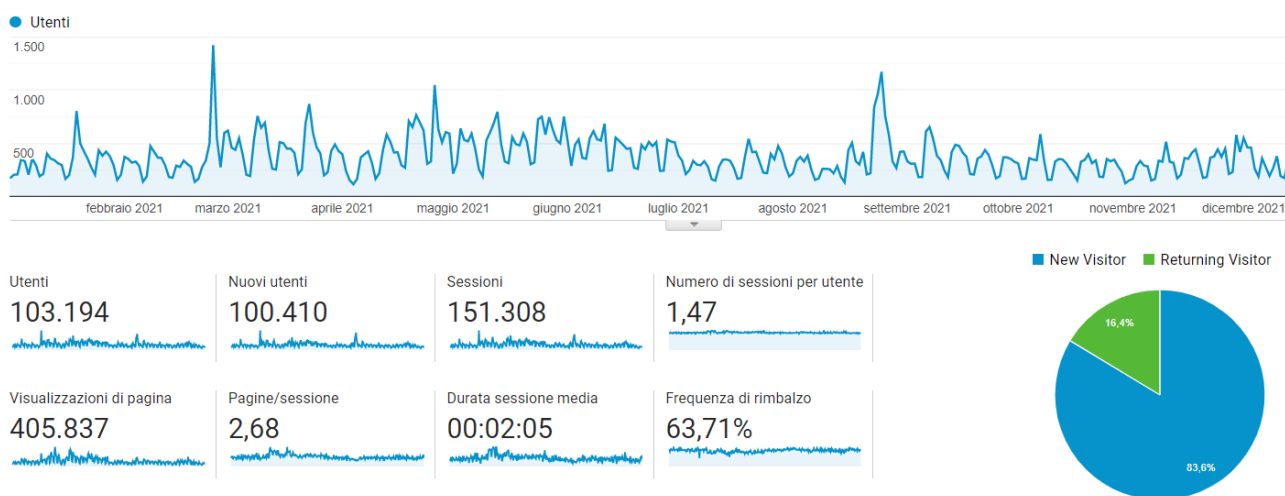 Utenti
1.500
1.000
500
febbraio 2021 marzo 2021 aprile 2021 maggio 2021 giugno 2021 luglio 2021 agosto 2021 settembre 2021 ottobre 2021 novembre 2021 dicembre 2021
New Visitor Returning Visitor
Utenti Nuovi utenti Sessioni Numero di sessioni per utente
103.194 100.410 151.308 1,47
16,4%
Visualizzazioni di pagina Pagine/sessione Durata sessione media Frequenza di rimbalzo
405.837 2,68 00:02:05 63,71%
83,6%